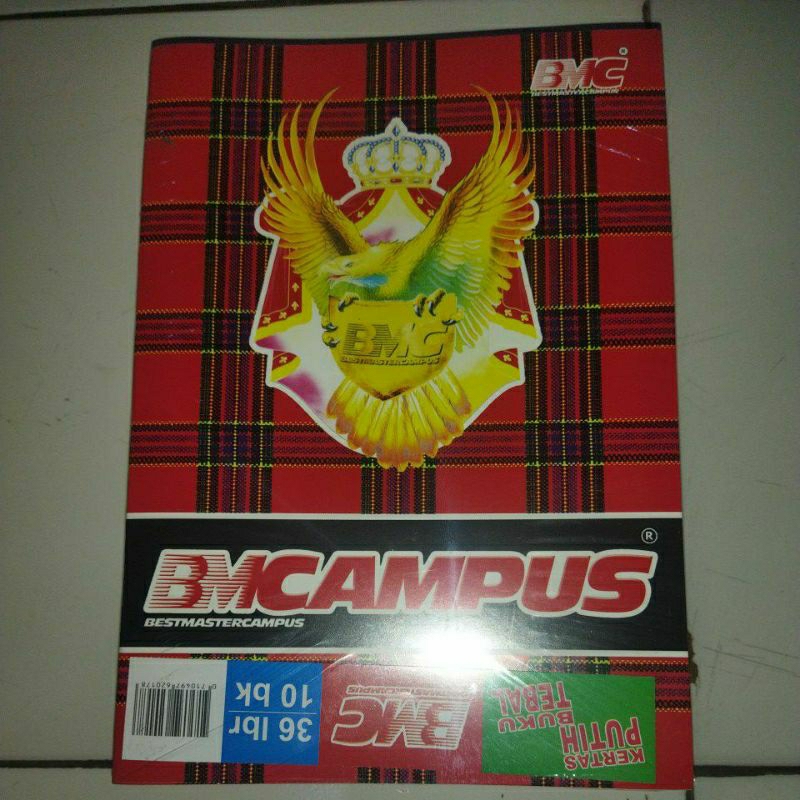 BMC®
BESTMASTERCAMPUS
BMC
BESTMASTERCAMPUS
®
BMCAMPUS
BESTMASTERCAMPUS
KERTAS
PUTIH
BUKU
TEBAL
BMC
BESTMASTERCAMPUS
36 lbr
10 bk